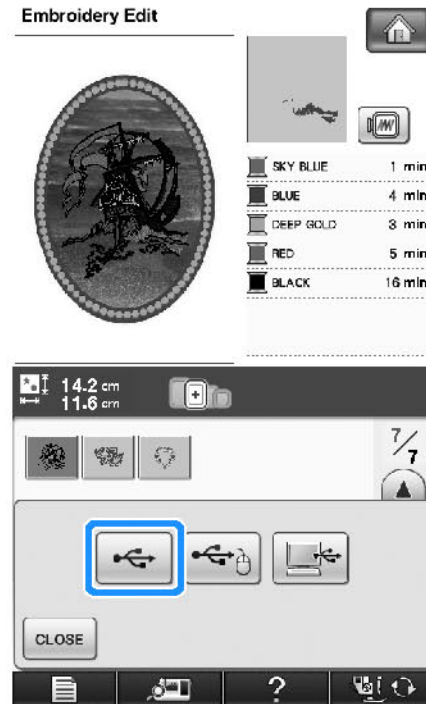 Embroidery Edit
SKY BLUE 1 min
BLUE 4 min
DEEP GOLD 3 min
RED 5 min
BLACK 16 min
14.2 cm
11.6 cm
7/7
CLOSE
?